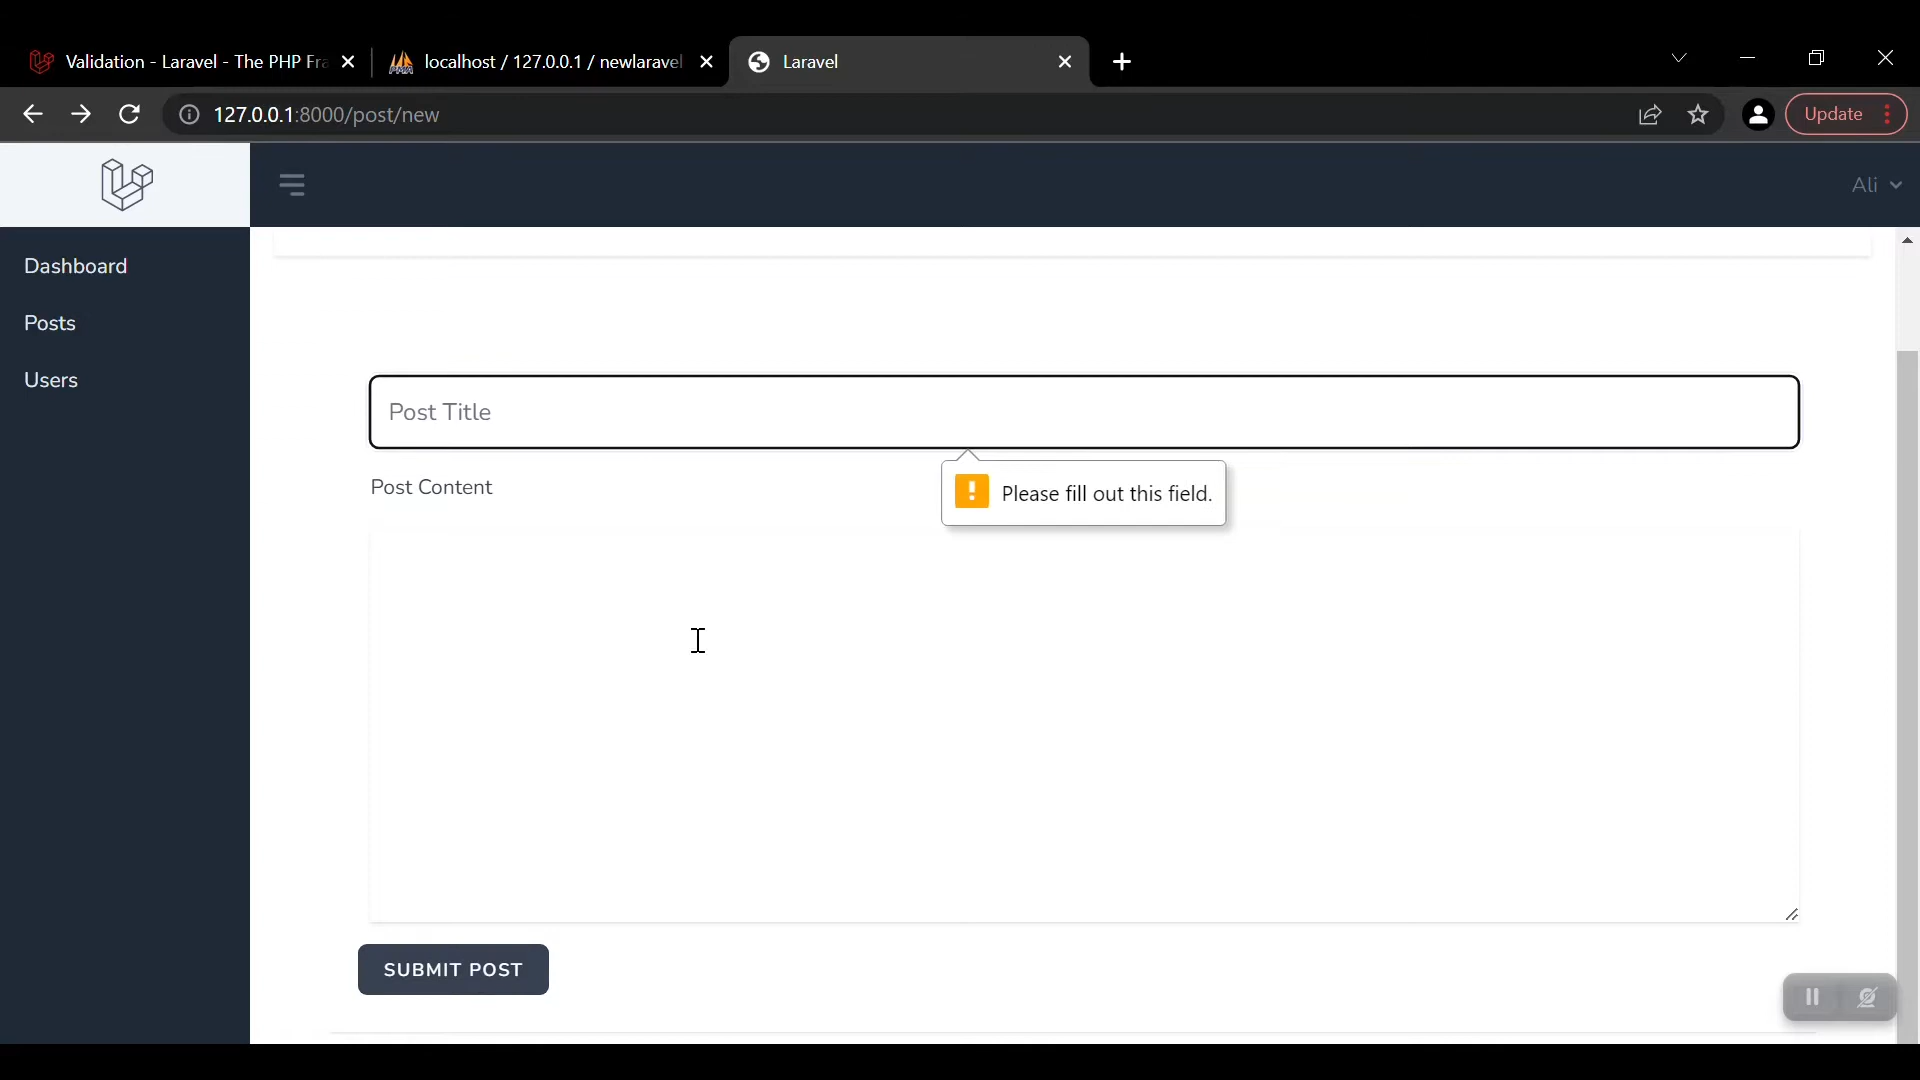 Validation - Laravel - The PHP Fra
localhost / 127.0.0.1 / newlaravel
Laravel
127.0.0.1:8000/post/new
Update
Ali
Dashboard
Posts
Users
Post Title
Please fill out this field.
Post Content
SUBMIT POST